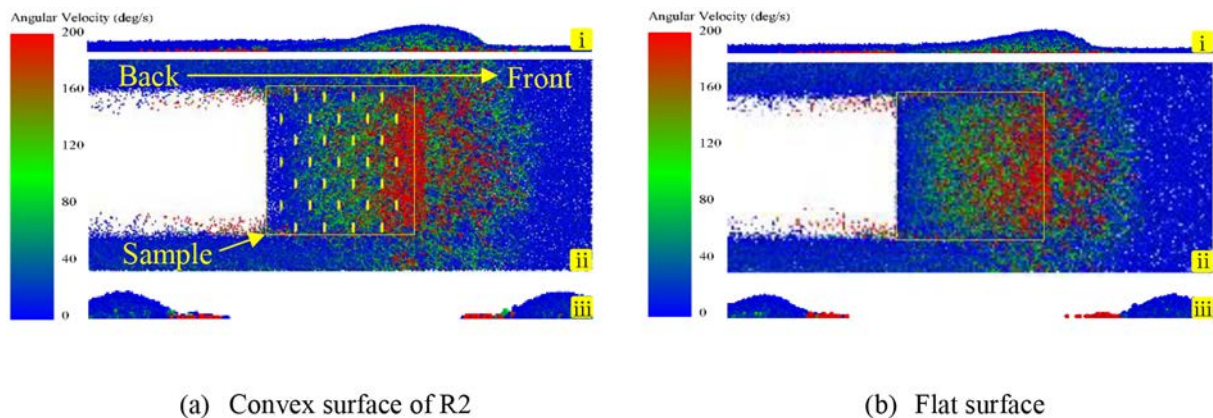 Angular Velocity (deg/s)
200
160
120
80
40
0
i
Back
Front
Sample
ii
iii
(a) Convex surface of R2
Angular Velocity (deg/s)
200
160
120
80
40
0
i
ii
iii
(b) Flat surface